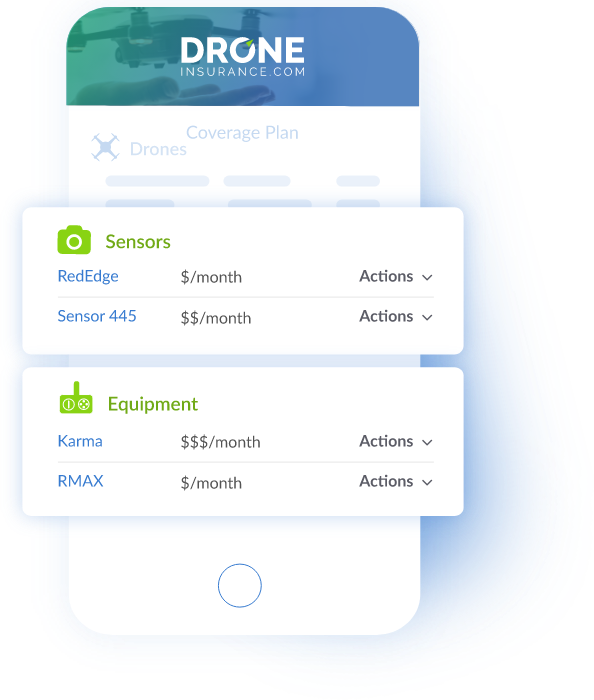 DRONE
INSURANCE.COM
Coverage Plan
Drones
Sensors
RedEdge $/month Actions
Sensor 445 $$/month Actions
Equipment
Karma $$$/month Actions
RMAX $/month Actions